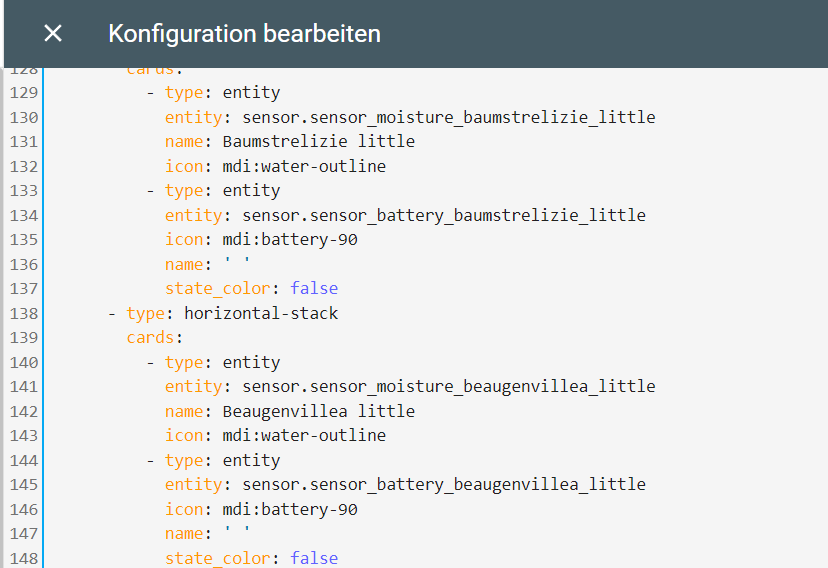 Konfiguration bearbeiten
128 cards:
129 - type: entity
130 entity: sensor.sensor_moisture_baumstrelizie_little
131 name: Baumstrelizie little
132 icon: mdi:water-outline
133 - type: entity
134 entity: sensor.sensor_battery_baumstrelizie_little
135 icon: mdi:battery-90
136 name: ' '
137 state_color: false
138 - type: horizontal-stack
139 cards:
140 - type: entity
141 entity: sensor.sensor_moisture_beaugenvillea_little
142 name: Beaugenvillea little
143 icon: mdi:water-outline
144 - type: entity
145 entity: sensor.sensor_battery_beaugenvillea_little
146 icon: mdi:battery-90
147 name: ' '
148 state_color: false